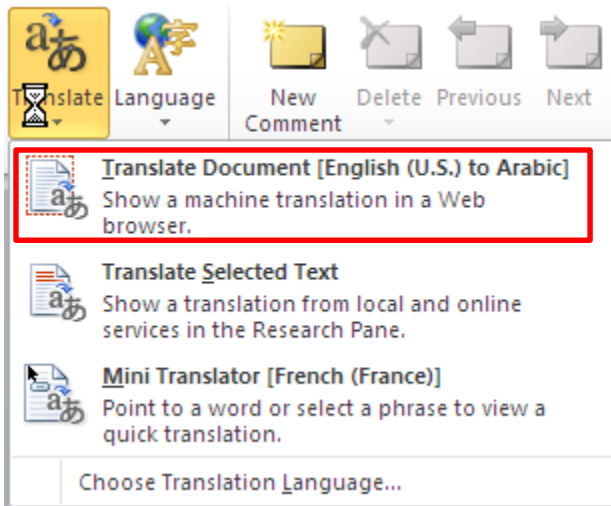 Translate Language New Delete Previous Next
Comment
Translate Document [English (U.S.) to Arabic]
Show a machine translation in a Web
browser.
Translate Selected Text
Show a translation from local and online
services in the Research Pane.
Mini Translator [French (France)]
Point to a word or select a phrase to view a
quick translation.
Choose Translation Language...